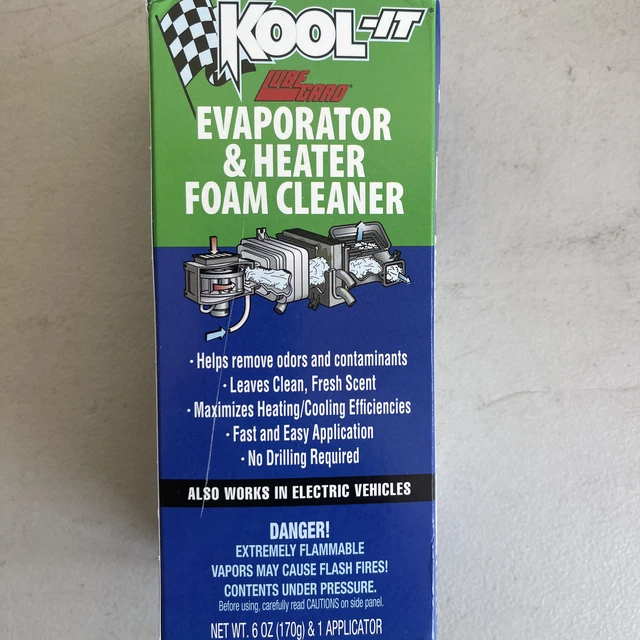 KOOL-IT®
LUBE
GARD®
EVAPORATOR
& HEATER
FOAM CLEANER
· Helps remove odors and contaminants
· Leaves Clean, Fresh Scent
· Maximizes Heating/Cooling Efficiencies
· Fast and Easy Application
· No Drilling Required
ALSO WORKS IN ELECTRIC VEHICLES
DANGER!
EXTREMELY FLAMMABLE
VAPORS MAY CAUSE FLASH FIRES!
CONTENTS UNDER PRESSURE.
Before using, carefully read CAUTIONS on side panel.
NET WT. 6 OZ (170g) & 1 APPLICATOR